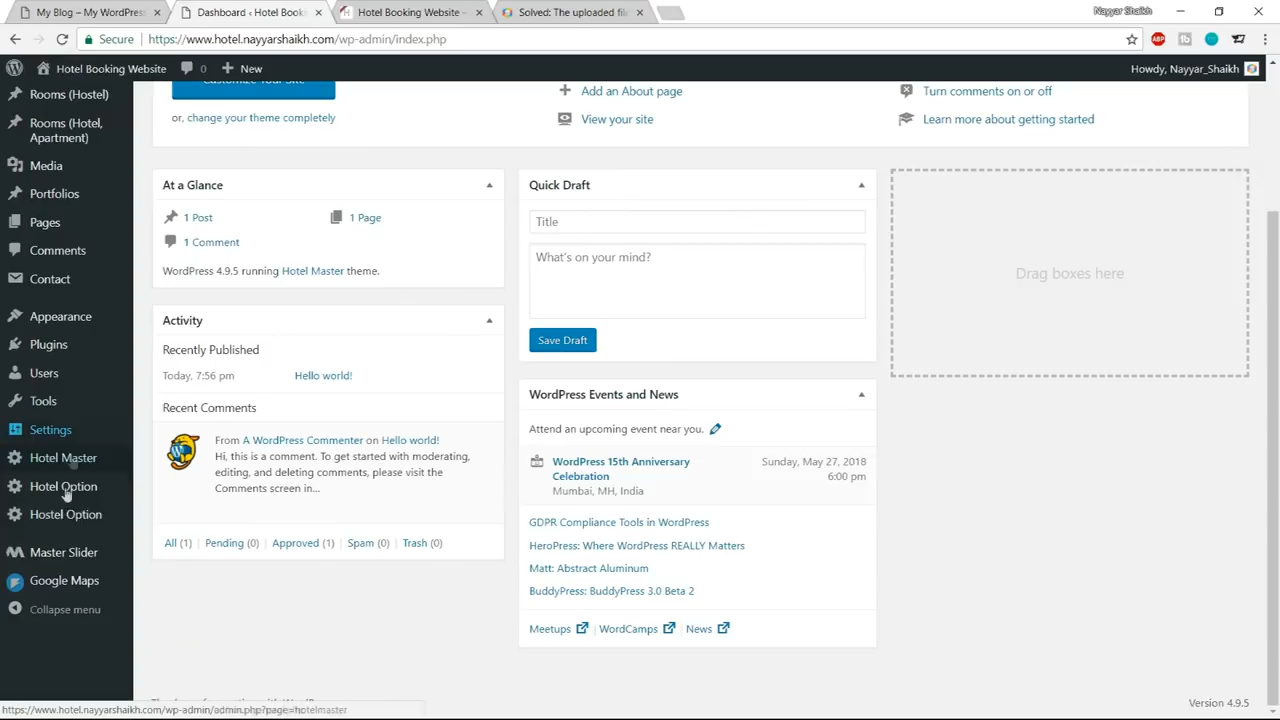 My Blog – My WordPress
Dashboard ‹ Hotel Booki
Hotel Booking Website –
Solved: The uploaded fil
Nayyar Shaikh
Secure
https://www.hotel.nayyarshaikh.com/wp-admin/index.php
ABP
Hotel Booking Website
0
New
Howdy, Nayyar_Shaikh
Rooms (Hostel)
Rooms (Hotel,
Apartment)
Media
Portfolios
Pages
Comments
Contact
Appearance
Plugins
Users
Tools
Settings
Hotel Master
Hotel Option
Hostel Option
Master Slider
Google Maps
Collapse menu
Customize Your Site
or, change your theme completely
Add an About page
View your site
Turn comments on or off
Learn more about getting started
At a Glance
1 Post
1 Page
1 Comment
WordPress 4.9.5 running Hotel Master theme.
Activity
Recently Published
Today, 7:56 pm
Hello world!
Recent Comments
From A WordPress Commenter on Hello world!
Hi, this is a comment. To get started with moderating,
editing, and deleting comments, please visit the
Comments screen in...
All (1)
Pending (0)
Approved (1)
Spam (0)
Trash (0)
Quick Draft
Title
What's on your mind?
Save Draft
WordPress Events and News
Attend an upcoming event near you.
WordPress 15th Anniversary
Celebration
Mumbai, MH, India
Sunday, May 27, 2018
6:00 pm
GDPR Compliance Tools in WordPress
HeroPress: Where WordPress REALLY Matters
Matt: Abstract Aluminum
BuddyPress: BuddyPress 3.0 Beta 2
Meetups
WordCamps
News
Drag boxes here
https://www.hotel.nayyarshaikh.com/wp-admin/admin.php?page=hotelmaster
Version 4.9.5